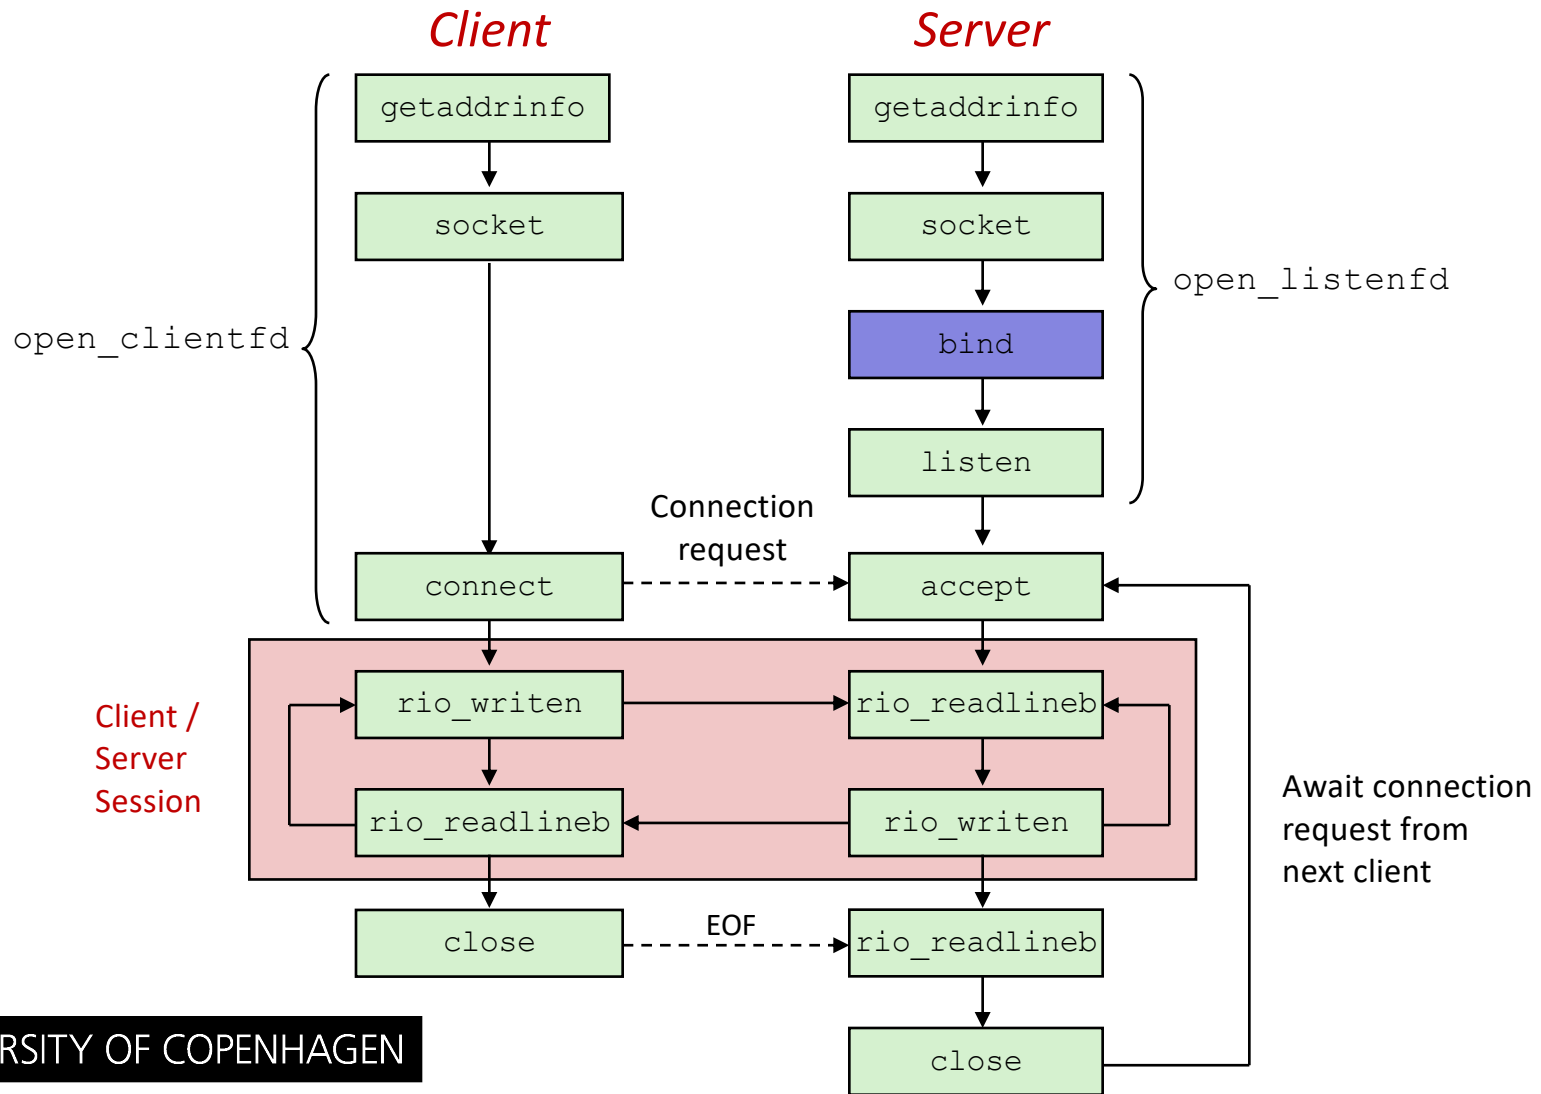 Client
Server
getaddrinfo
getaddrinfo
socket
socket
open_listenfd
open_clientfd
bind
listen
Connection
request
connect
accept
Client /
Server
Session
rio_writen
rio_readlineb
rio_readlineb
rio_writen
Await connection
request from
next client
close
EOF
rio_readlineb
OF COPENHAGEN
close